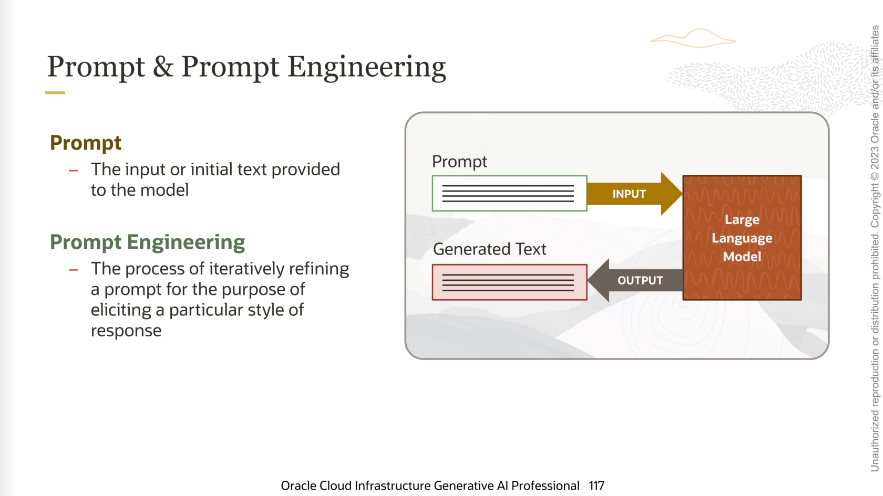 Prompt & Prompt Engineering
Prompt
– The input or initial text provided
to the model
Prompt Engineering
– The process of iteratively refining
a prompt for the purpose of
eliciting a particular style of
response
Prompt
INPUT
Large
Language
Model
Generated Text
OUTPUT
Oracle Cloud Infrastructure Generative AI Professional 117
Unauthorized reproduction or distribution prohibited. Copyright © 2023 Oracle and/or its affiliates